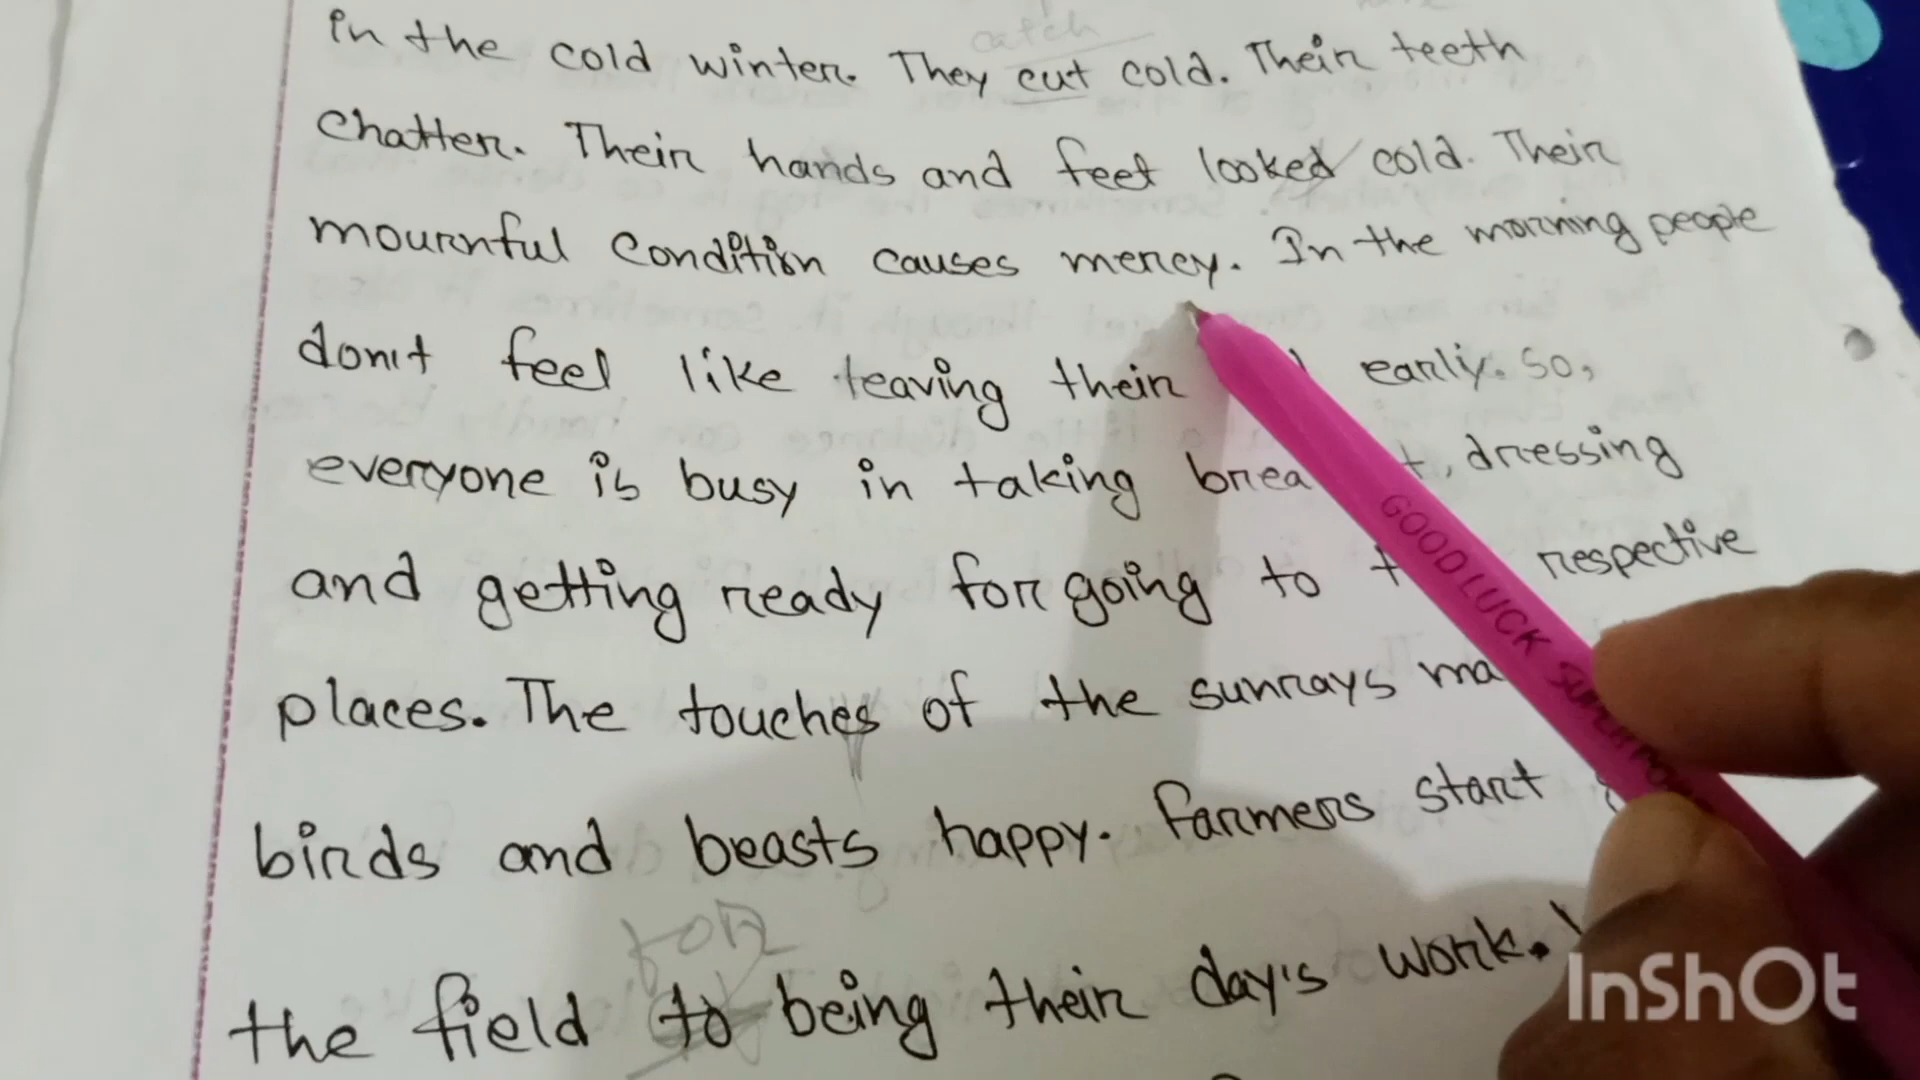 catch
in the cold winter. They cut cold. Their teeth
chatter. Their hands and feet looked cold. Their
mournful condition causes mercy. In the morning people
don't feel like leaving their early. So,
everyone is busy in taking dressing
and getting ready for going to respective
places. The touches of the sunrays
birds and beasts happy. Farmers start
for
the field to being their day's work.
GOOD LUCK
InShOt